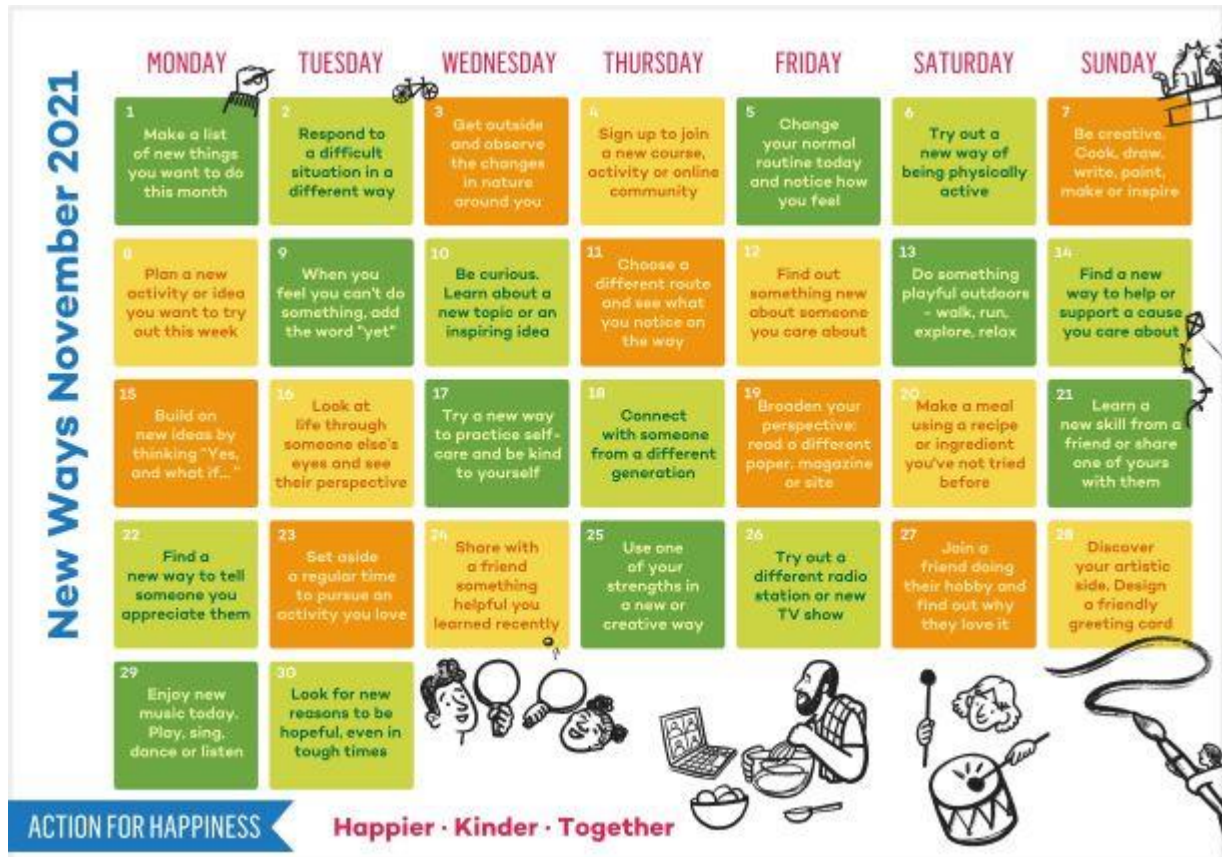 New Ways November 2021
MONDAY
TUESDAY
WEDNESDAY
THURSDAY
FRIDAY
SATURDAY
SUNDAY
1
Make a list
of new things
you want to do
this month
2
Respond to
a difficult
situation in a
different way
3
Get outside
and observe
the changes
in nature
around you
4
Sign up to join
a new course,
activity or online
community
5
Change
your normal
routine today
and notice how
you feel
6
Try out a
new way of
being physically
active
7
Be creative.
Cook, draw,
write, paint,
make or inspire
8
Plan a new
activity or idea
you want to try
out this week
9
When you
feel you can't do
something, add
the word "yet"
10
Be curious.
Learn about a
new topic or an
inspiring idea
11
Choose a
different route
and see what
you notice on
the way
12
Find out
something new
about someone
you care about
13
Do something
playful outdoors
- walk, run,
explore, relax
14
Find a new
way to help or
support a cause
you care about
15
Build on
new ideas by
thinking "Yes,
and what if..."
16
Look at
life through
someone else's
eyes and see
their perspective
17
Try a new way
to practice self-
care and be kind
to yourself
18
Connect
with someone
from a different
generation
19
Broaden your
perspective:
read a different
paper, magazine
or site
20
Make a meal
using a recipe
or ingredient
you've not tried
before
21
Learn a
new skill from a
friend or share
one of yours
with them
22
Find a
new way to tell
someone you
appreciate them
23
Set aside
a regular time
to pursue an
activity you love
24
Share with
a friend
something
helpful you
learned recently
25
Use one
of your
strengths in
a new or
creative way
26
Try out a
different radio
station or new
TV show
27
Join a
friend doing
their hobby and
find out why
they love it
28
Discover
your artistic
side. Design
a friendly
greeting card
29
Enjoy new
music today.
Play, sing,
dance or listen
30
Look for new
reasons to be
hopeful, even in
tough times
ACTION FOR HAPPINESS
Happier · Kinder · Together